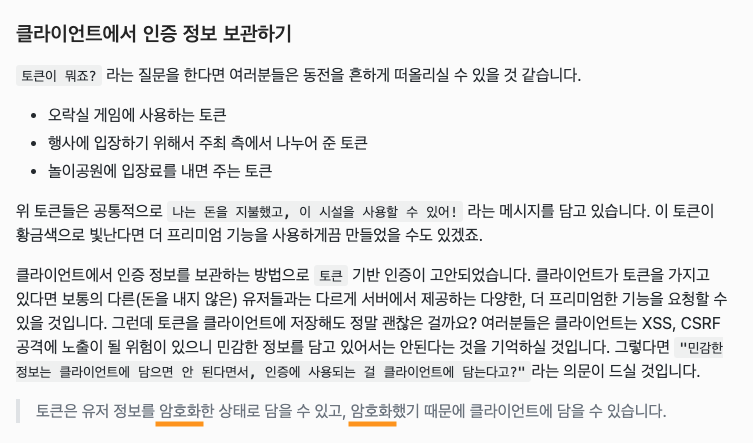 클라이언트에서 인증 정보 보관하기
토큰이 뭐죠? 라는 질문을 한다면 여러분들은 동전을 흔하게 떠올리실 수 있을 것 같습니다.
• 오락실 게임에 사용하는 토큰
• 행사에 입장하기 위해서 주최 측에서 나누어 준 토큰
• 놀이공원에 입장료를 내면 주는 토큰
위 토큰들은 공통적으로 나는 돈을 지불했고, 이 시설을 사용할 수 있어! 라는 메시지를 담고 있습니다. 이 토큰이
황금색으로 빛난다면 더 프리미엄 기능을 사용하게끔 만들었을 수도 있겠죠.
클라이언트에서 인증 정보를 보관하는 방법으로 토큰 기반 인증이 고안되었습니다. 클라이언트가 토큰을 가지고
있다면 보통의 다른(돈을 내지 않은) 유저들과는 다르게 서버에서 제공하는 다양한, 더 프리미엄한 기능을 요청할 수
있을 것입니다. 그런데 토큰을 클라이언트에 저장해도 정말 괜찮은 걸까요? 여러분들은 클라이언트는 XSS, CSRF
공격에 노출이 될 위험이 있으니 민감한 정보를 담고 있어서는 안된다는 것을 기억하실 것입니다. 그렇다면 "민감한
정보는 클라이언트에 담으면 안 된다면서, 인증에 사용되는 걸 클라이언트에 담는다고?" 라는 의문이 드실 것입니다.
토큰은 유저 정보를 암호화한 상태로 담을 수 있고, 암호화했기 때문에 클라이언트에 담을 수 있습니다.